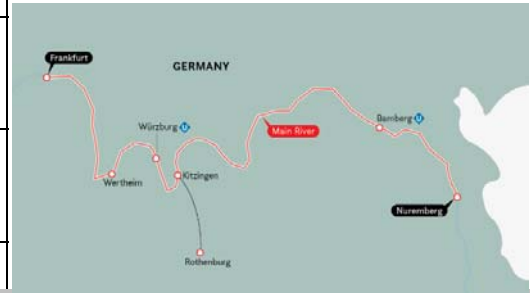 Frankfurt
GERMANY
Würzburg U
Bamberg U
Main River
Wertheim
Kitzingen
Nuremberg
Rothenburg